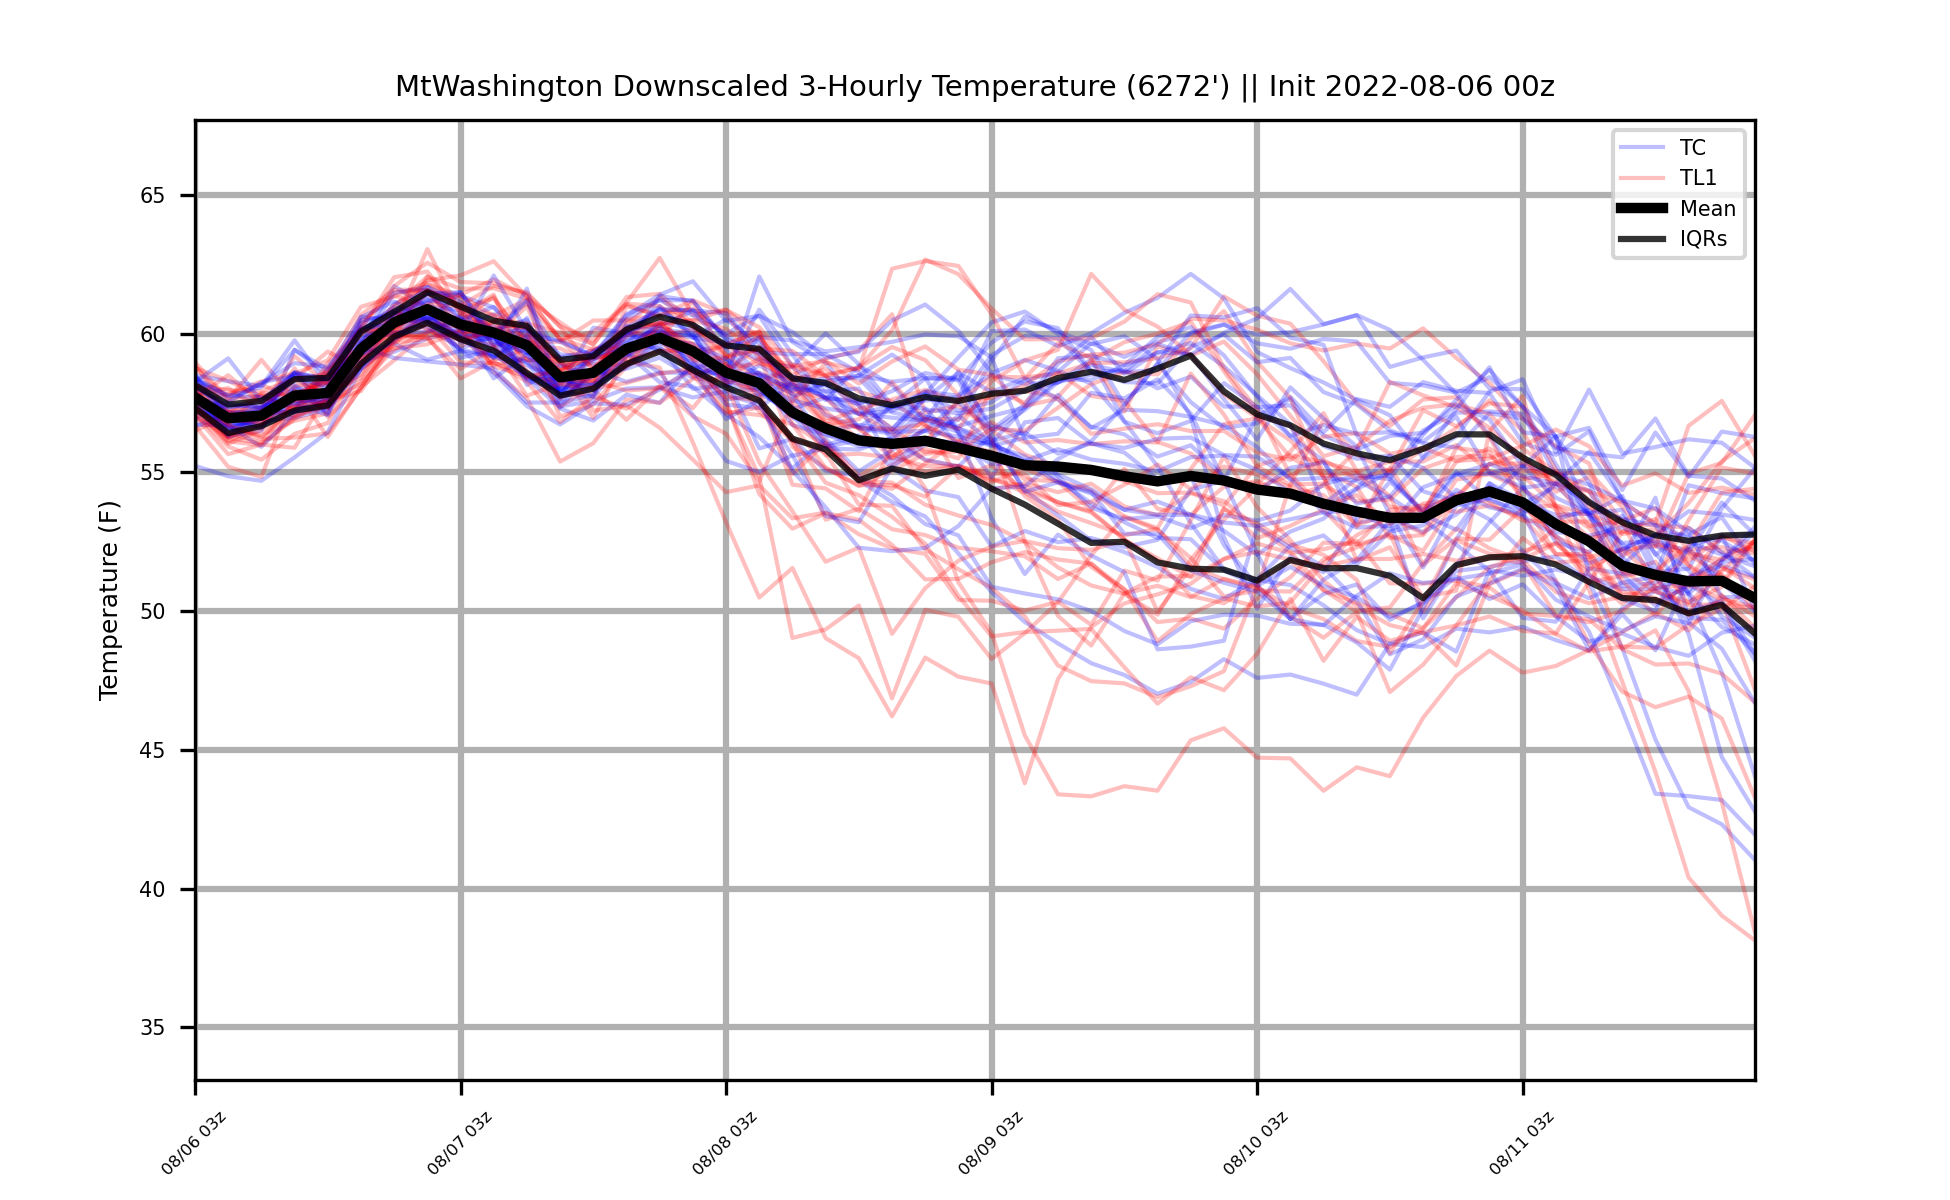 MtWashington Downscaled 3-Hourly Temperature (6272') || Init 2022-08-06 00z
TC
TL1
Mean
IQRs
Temperature (F)
65
60
55
50
45
40
35
08/06 03z
08/07 03z
08/08 03z
08/09 03z
08/10 03z
08/11 03z